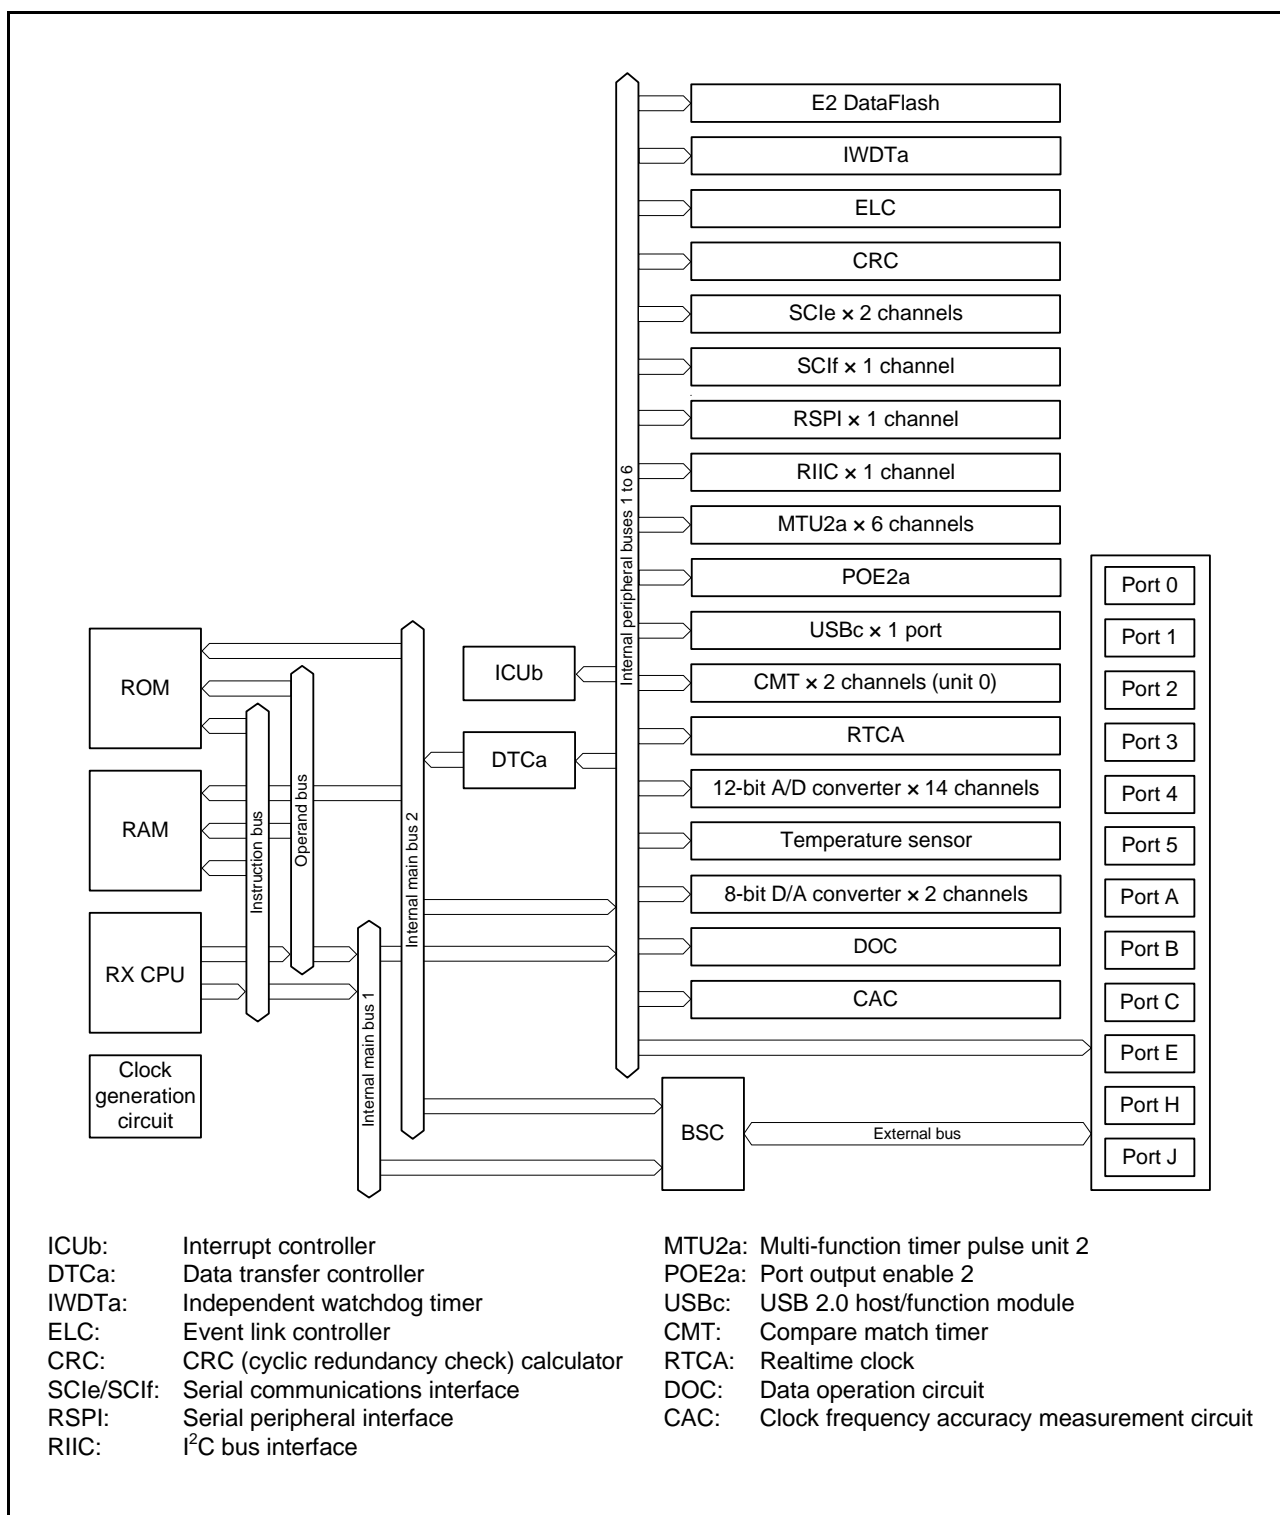 E2 DataFlash
IWDTa
ELC
CRC
SCIe × 2 channels
SCIf × 1 channel
RSPI × 1 channel
RIIC × 1 channel
MTU2a × 6 channels
POE2a
USBc × 1 port
CMT × 2 channels (unit 0)
RTCA
12-bit A/D converter × 14 channels
Temperature sensor
8-bit D/A converter × 2 channels
DOC
CAC
Internal peripheral buses 1 to 6
ICUb
DTCa
ROM
RAM
RX CPU
Clock
generation
circuit
Instruction bus
Operand bus
Internal main bus 1
Internal main bus 2
BSC
External bus
Port 0
Port 1
Port 2
Port 3
Port 4
Port 5
Port A
Port B
Port C
Port E
Port H
Port J
ICUb: Interrupt controller
DTCa: Data transfer controller
IWDTa: Independent watchdog timer
ELC: Event link controller
CRC: CRC (cyclic redundancy check) calculator
SCIe/SCIf: Serial communications interface
RSPI: Serial peripheral interface
RIIC: I²C bus interface
MTU2a: Multi-function timer pulse unit 2
POE2a: Port output enable 2
USBc: USB 2.0 host/function module
CMT: Compare match timer
RTCA: Realtime clock
DOC: Data operation circuit
CAC: Clock frequency accuracy measurement circuit